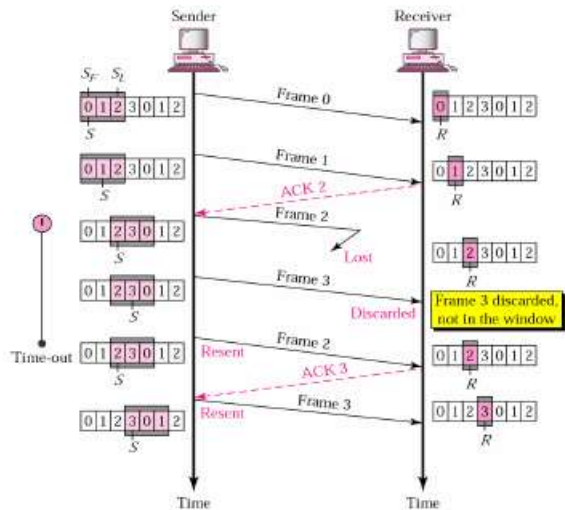 Sender
Receiver
S_F S_L
0 1 2 3 0 1 2
S
Frame 0
0 1 2 3 0 1 2
R
0 1 2 3 0 1 2
S
Frame 1
0 1 2 3 0 1 2
R
ACK 2
0 1 2 3 0 1 2
S
Frame 2
Lost
0 1 2 3 0 1 2
R
0 1 2 3 0 1 2
S
Frame 3
Discarded
Frame 3 discarded,
not in the window
Time-out
0 1 2 3 0 1 2
S
Resent
Frame 2
0 1 2 3 0 1 2
R
ACK 3
0 1 2 3 0 1 2
S
Resent
Frame 3
0 1 2 3 0 1 2
R
Time
Time